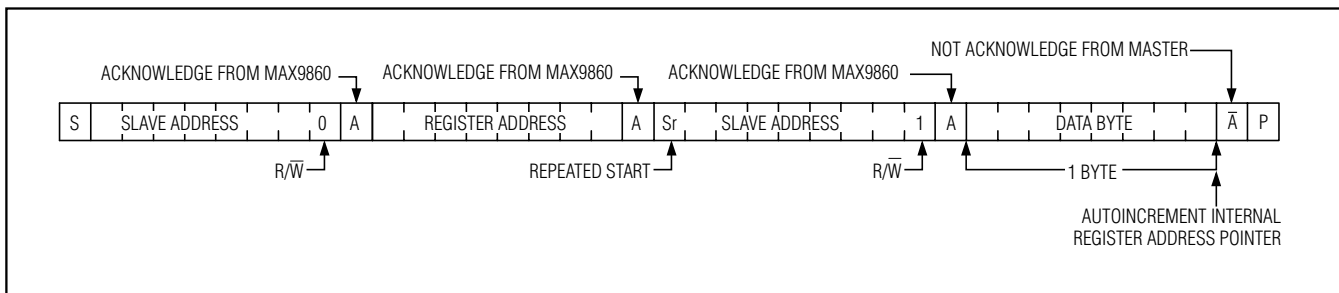 NOT ACKNOWLEDGE FROM MASTER
ACKNOWLEDGE FROM MAX9860 ACKNOWLEDGE FROM MAX9860 ACKNOWLEDGE FROM MAX9860
S SLAVE ADDRESS 0 A REGISTER ADDRESS A Sr SLAVE ADDRESS 1 A DATA BYTE A̅ P
R/W̅ REPEATED START R/W̅ 1 BYTE
AUTOINCREMENT INTERNAL
REGISTER ADDRESS POINTER